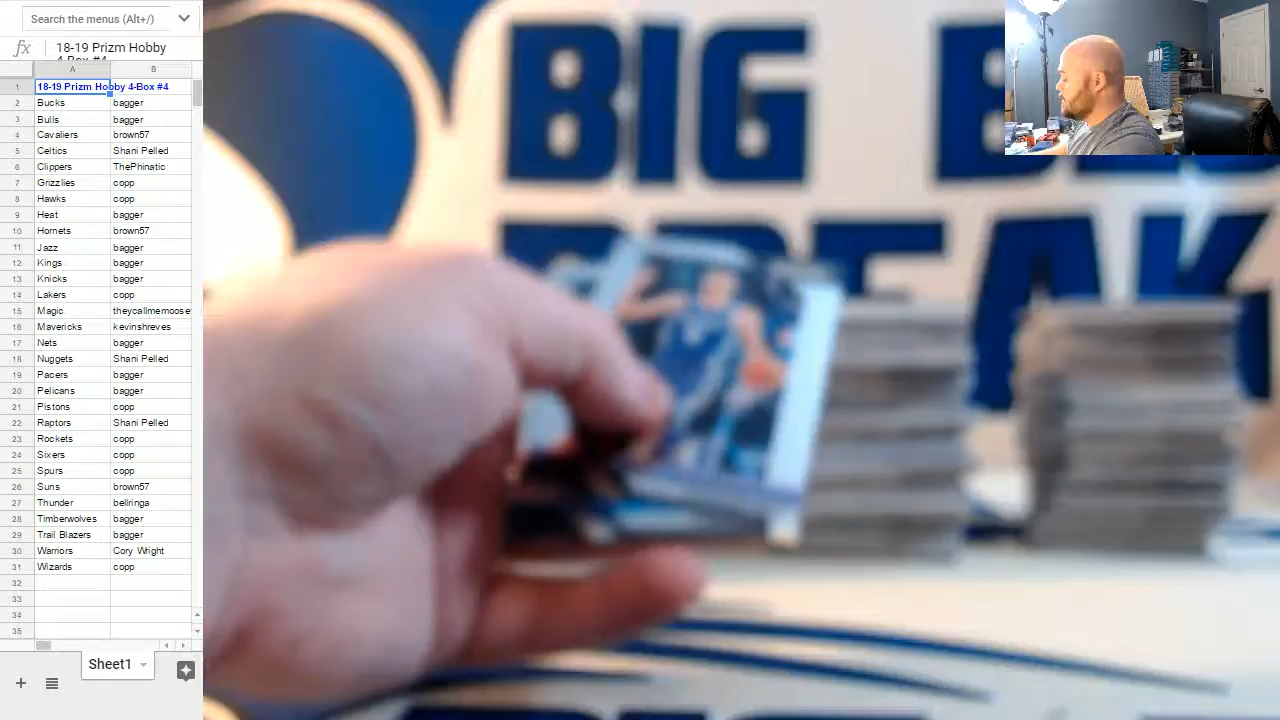 Search the menus (Alt+/)
fx 18-19 Prizm Hobby
4-Box #4
A B
1 18-19 Prizm Hobby 4-Box #4
2 Bucks bagger
3 Bulls bagger
4 Cavaliers brown57
5 Celtics Shani Pelled
6 Clippers ThePhinatic
7 Grizzlies copp
8 Hawks copp
9 Heat bagger
10 Hornets brown57
11 Jazz bagger
12 Kings bagger
13 Knicks bagger
14 Lakers copp
15 Magic theycallmemoose
16 Mavericks kevinshreves
17 Nets bagger
18 Nuggets Shani Pelled
19 Pacers bagger
20 Pelicans bagger
21 Pistons copp
22 Raptors Shani Pelled
23 Rockets copp
24 Sixers copp
25 Spurs copp
26 Suns brown57
27 Thunder bellringa
28 Timberwolves bagger
29 Trail Blazers bagger
30 Warriors Cory Wright
31 Wizards copp
32
33
34
35
Sheet1
BIG B
BREAK